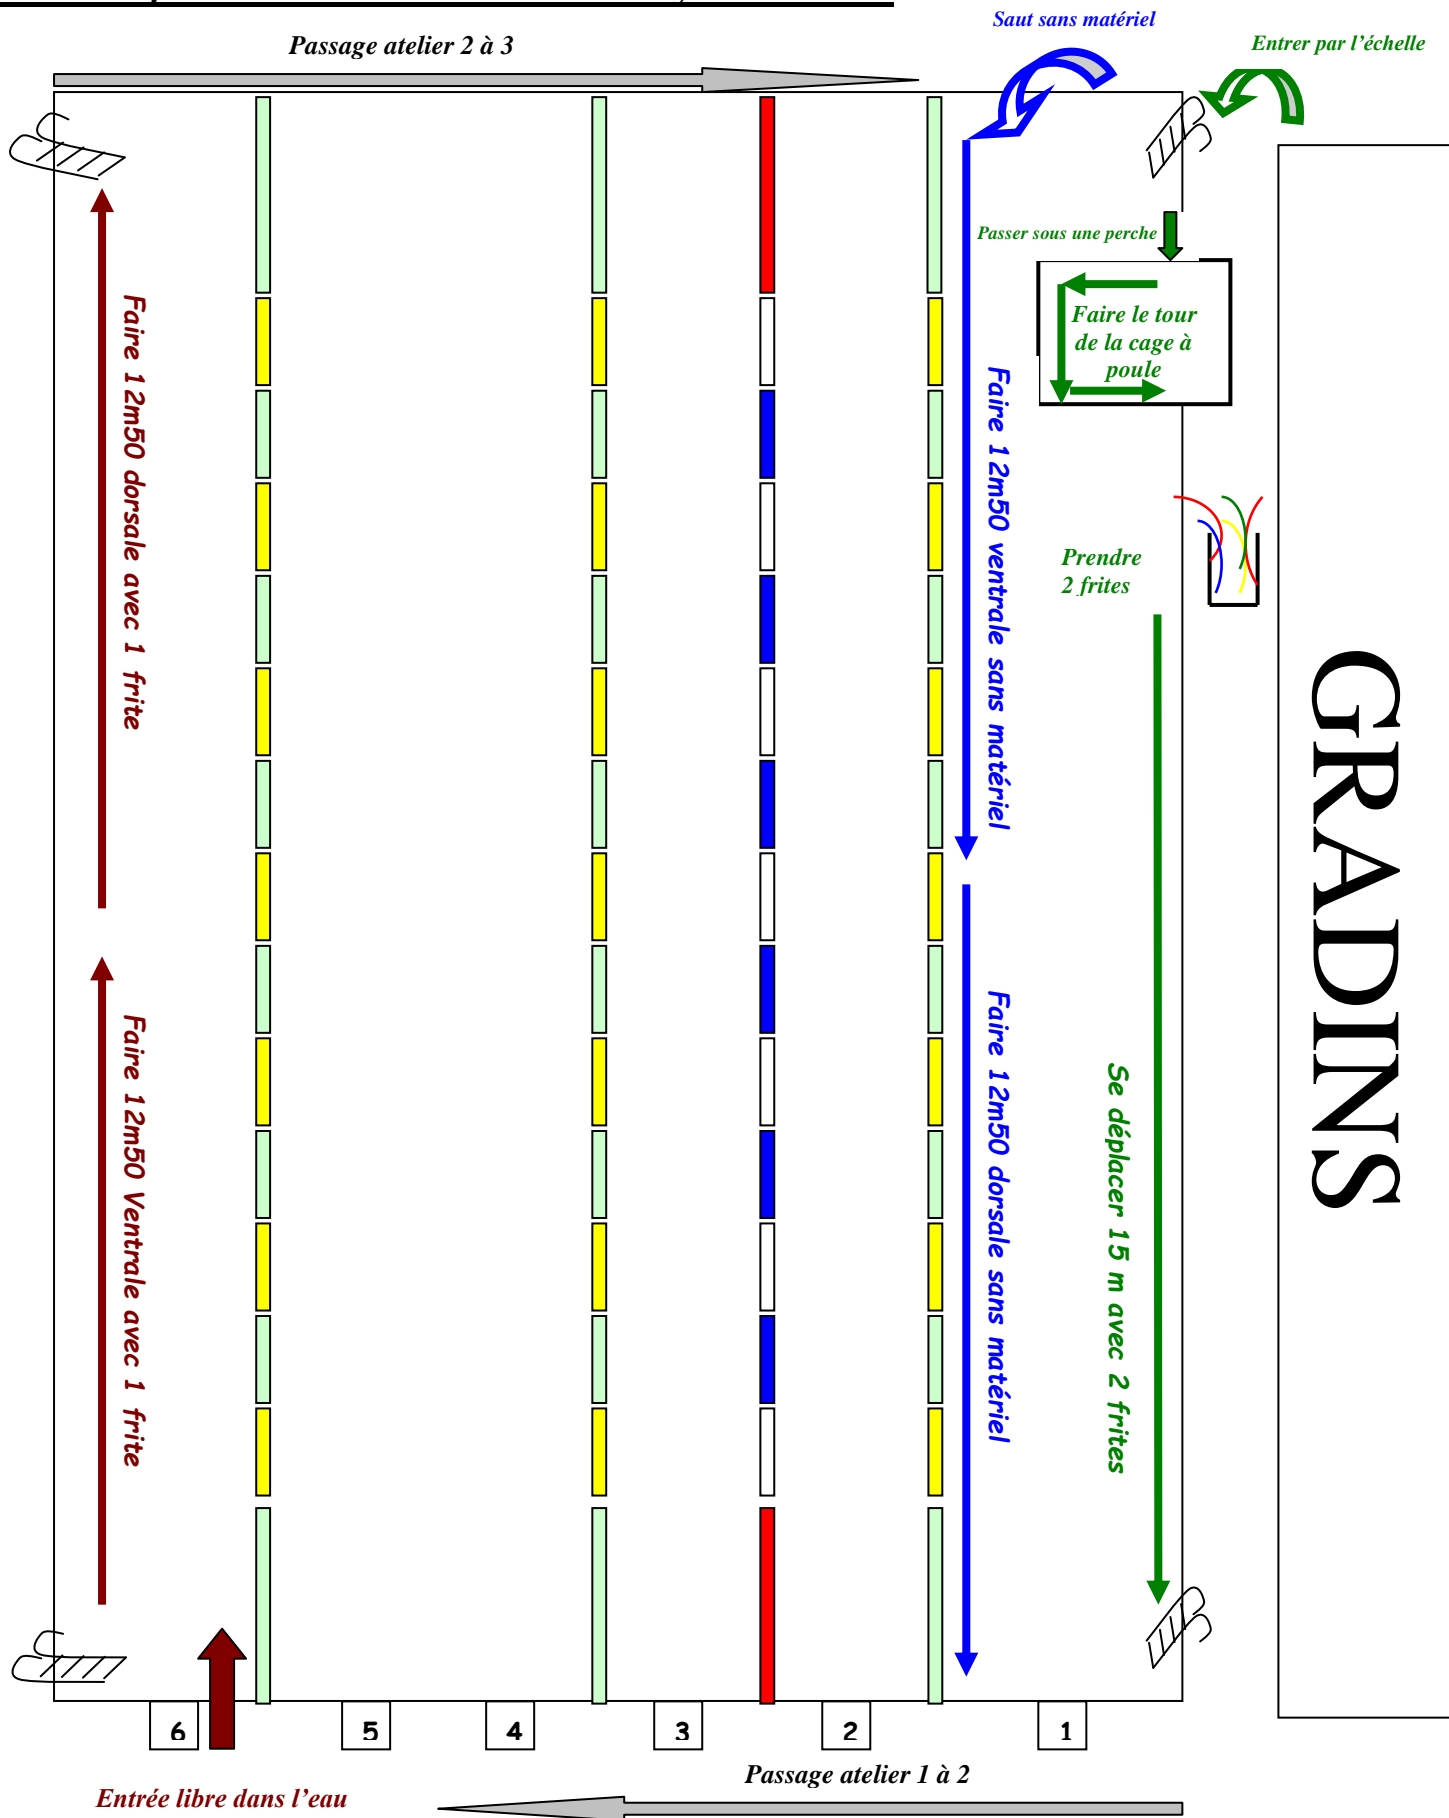 Passage atelier 2 à 3
Saut sans matériel
Entrer par l’échelle
Passer sous une perche
Faire le tour
de la cage à
poule
Prendre
2 frites
Faire 12m50 dorsale avec 1 frite
Faire 12m50 Ventrale avec 1 frite
Faire 12m50 ventrale sans matériel
Faire 12m50 dorsale sans matériel
Se déplacer 15 m avec 2 frites
GRADINS
6
5
4
3
2
1
Passage atelier 1 à 2
Entrée libre dans l’eau